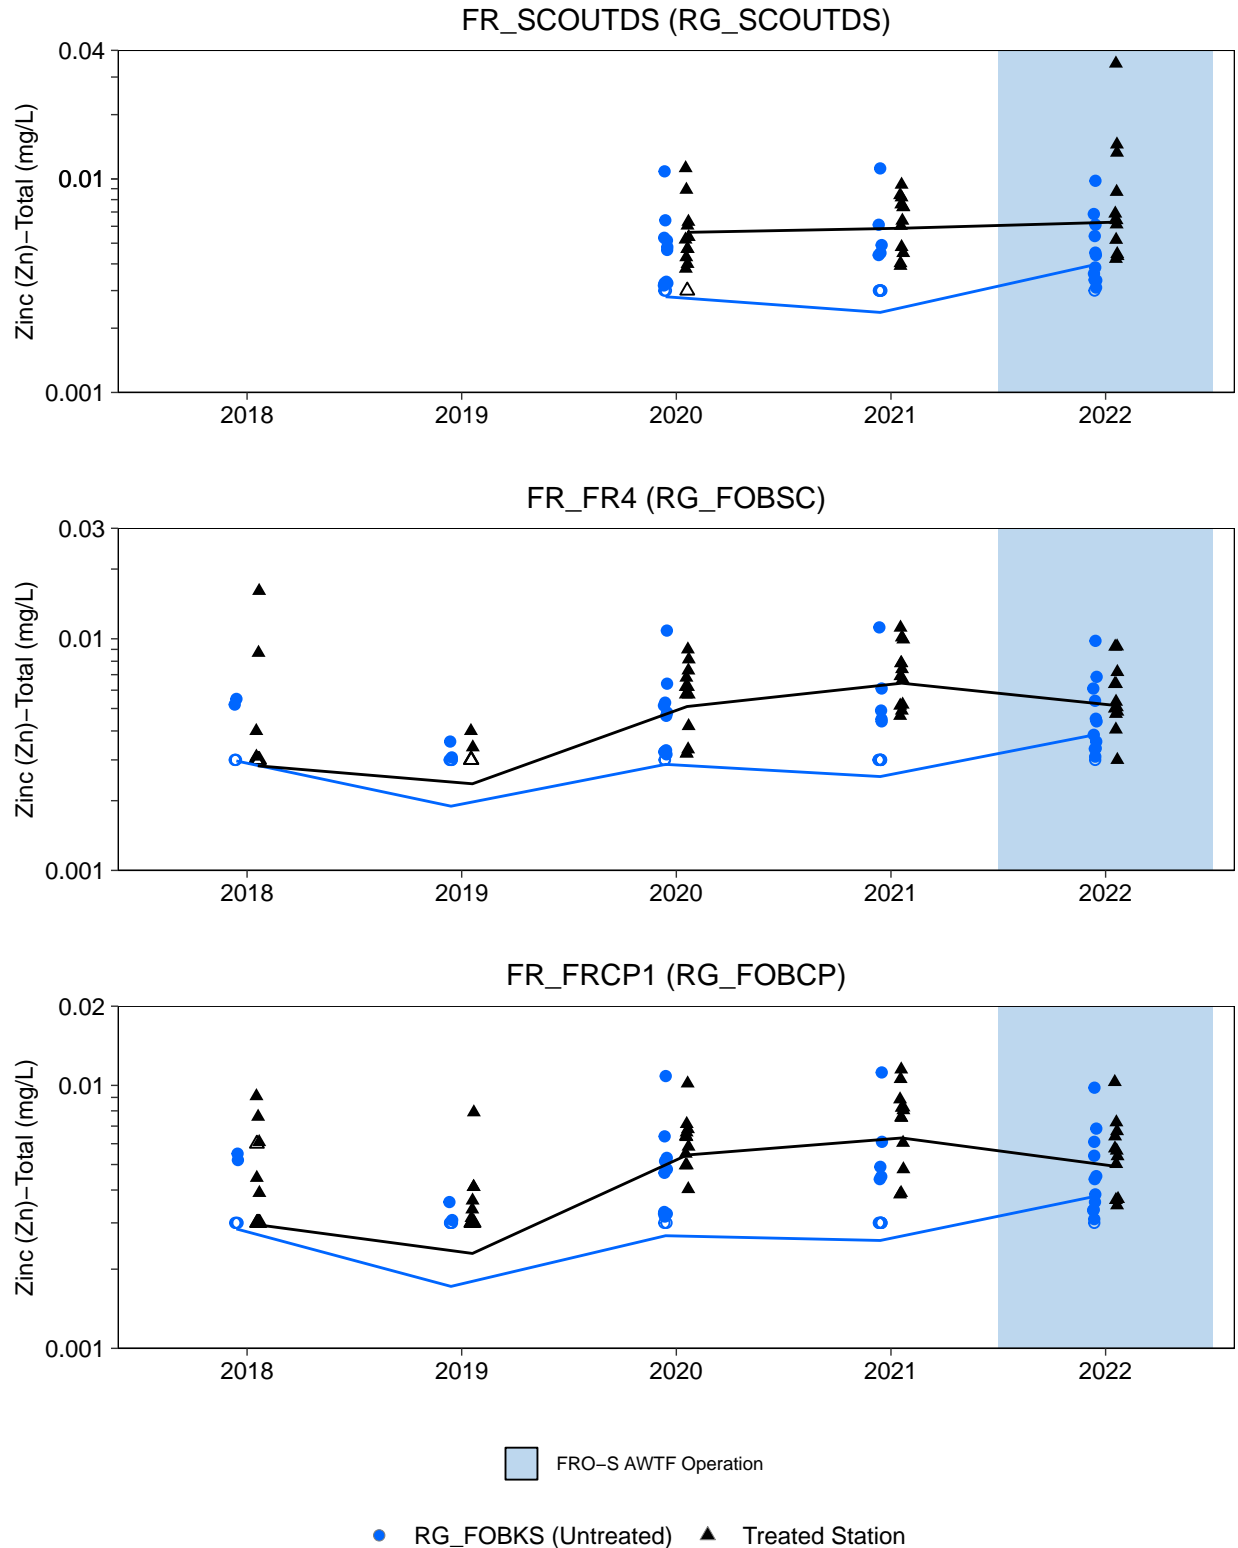 FR_SCOUTDS (RG_SCOUTDS)
Zinc (Zn)−Total (mg/L)
0.04
0.01
0.001
2018 2019 2020 2021 2022
FR_FR4 (RG_FOBSC)
Zinc (Zn)−Total (mg/L)
0.03
0.01
0.001
2018 2019 2020 2021 2022
FR_FRCP1 (RG_FOBCP)
Zinc (Zn)−Total (mg/L)
0.02
0.01
0.001
2018 2019 2020 2021 2022
FRO−S AWTF Operation
RG_FOBKS (Untreated) Treated Station